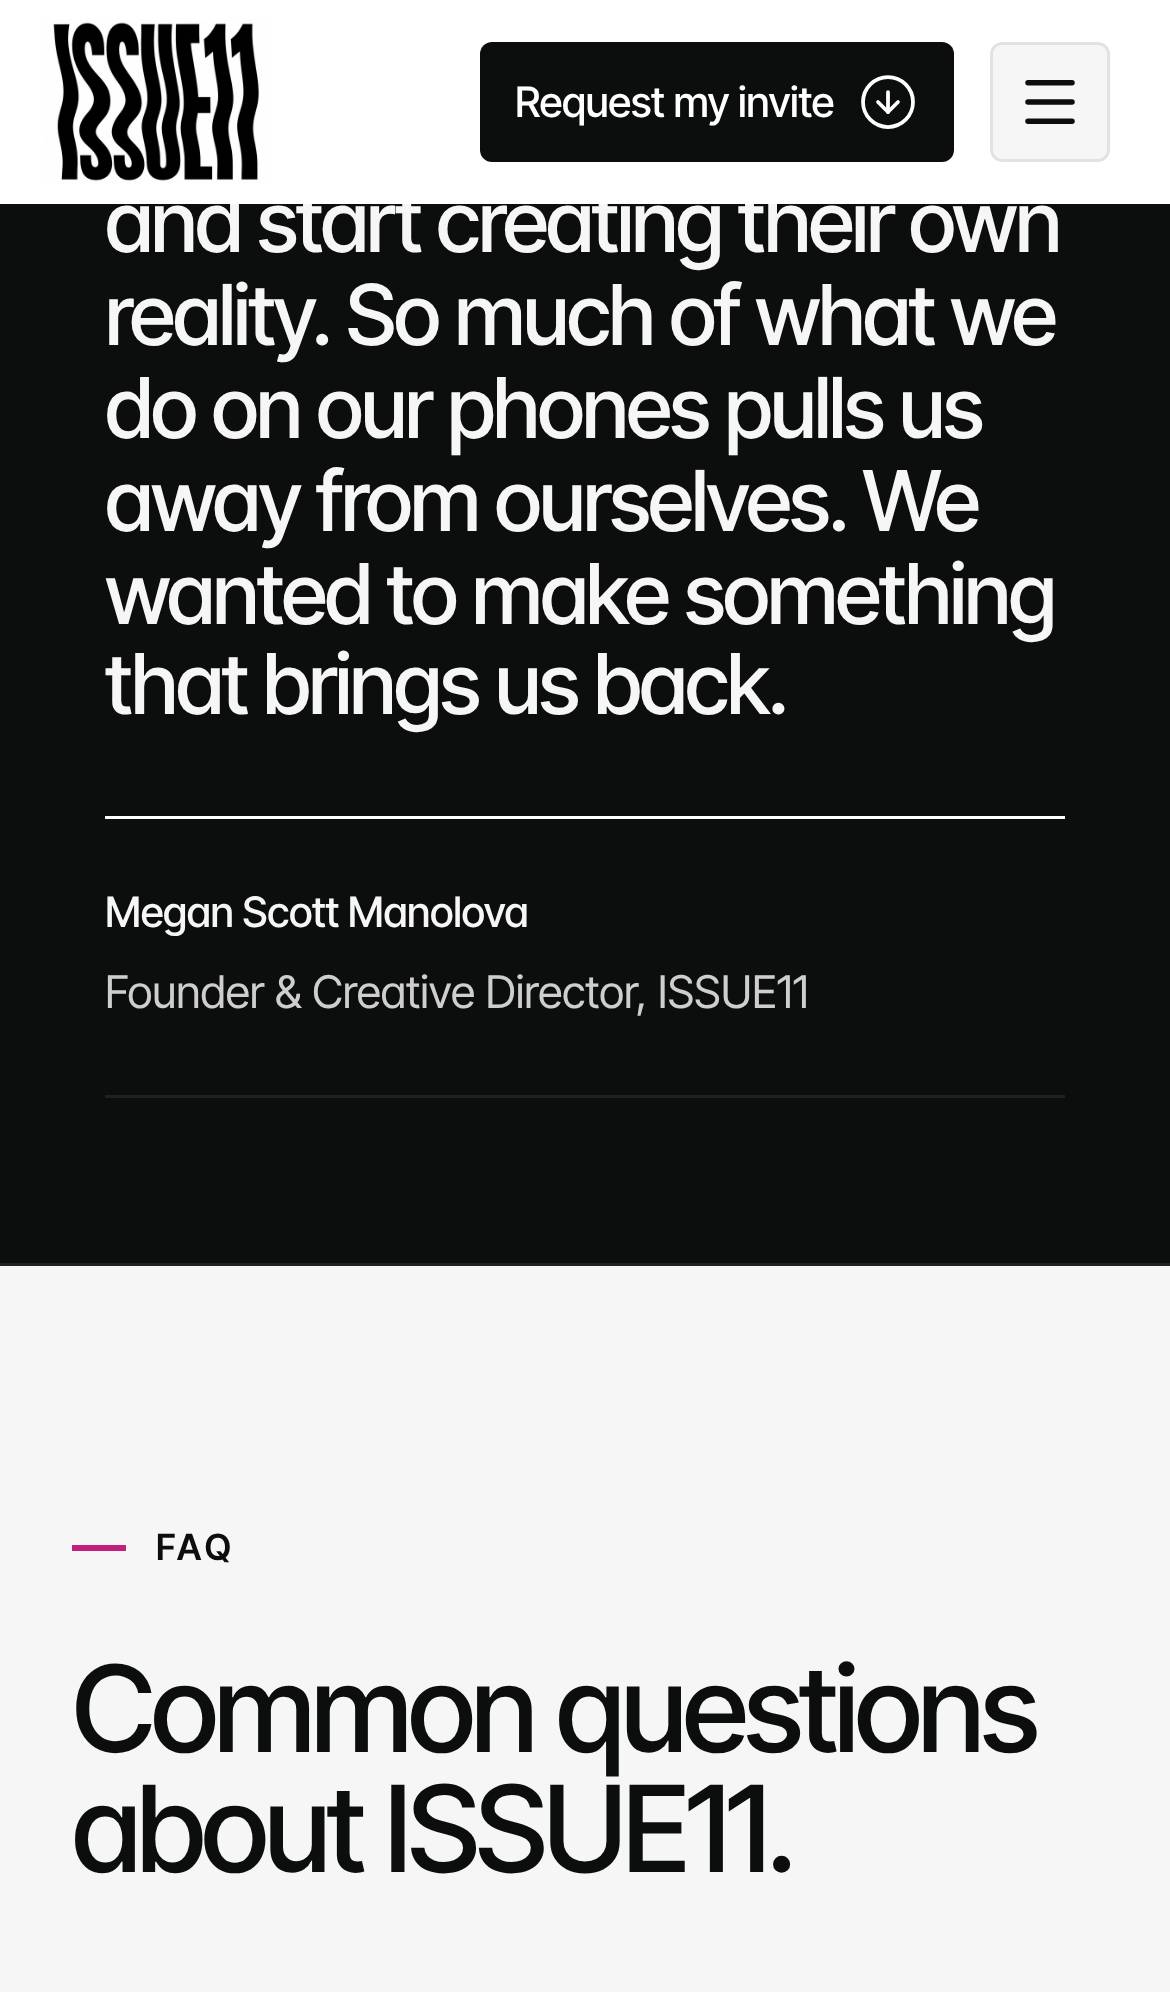 ISSUE11
Request my invite
and start creating their own
reality. So much of what we
do on our phones pulls us
away from ourselves. We
wanted to make something
that brings us back.
Megan Scott Manolova
Founder & Creative Director, ISSUE11
FAQ
Common questions
about ISSUE11.